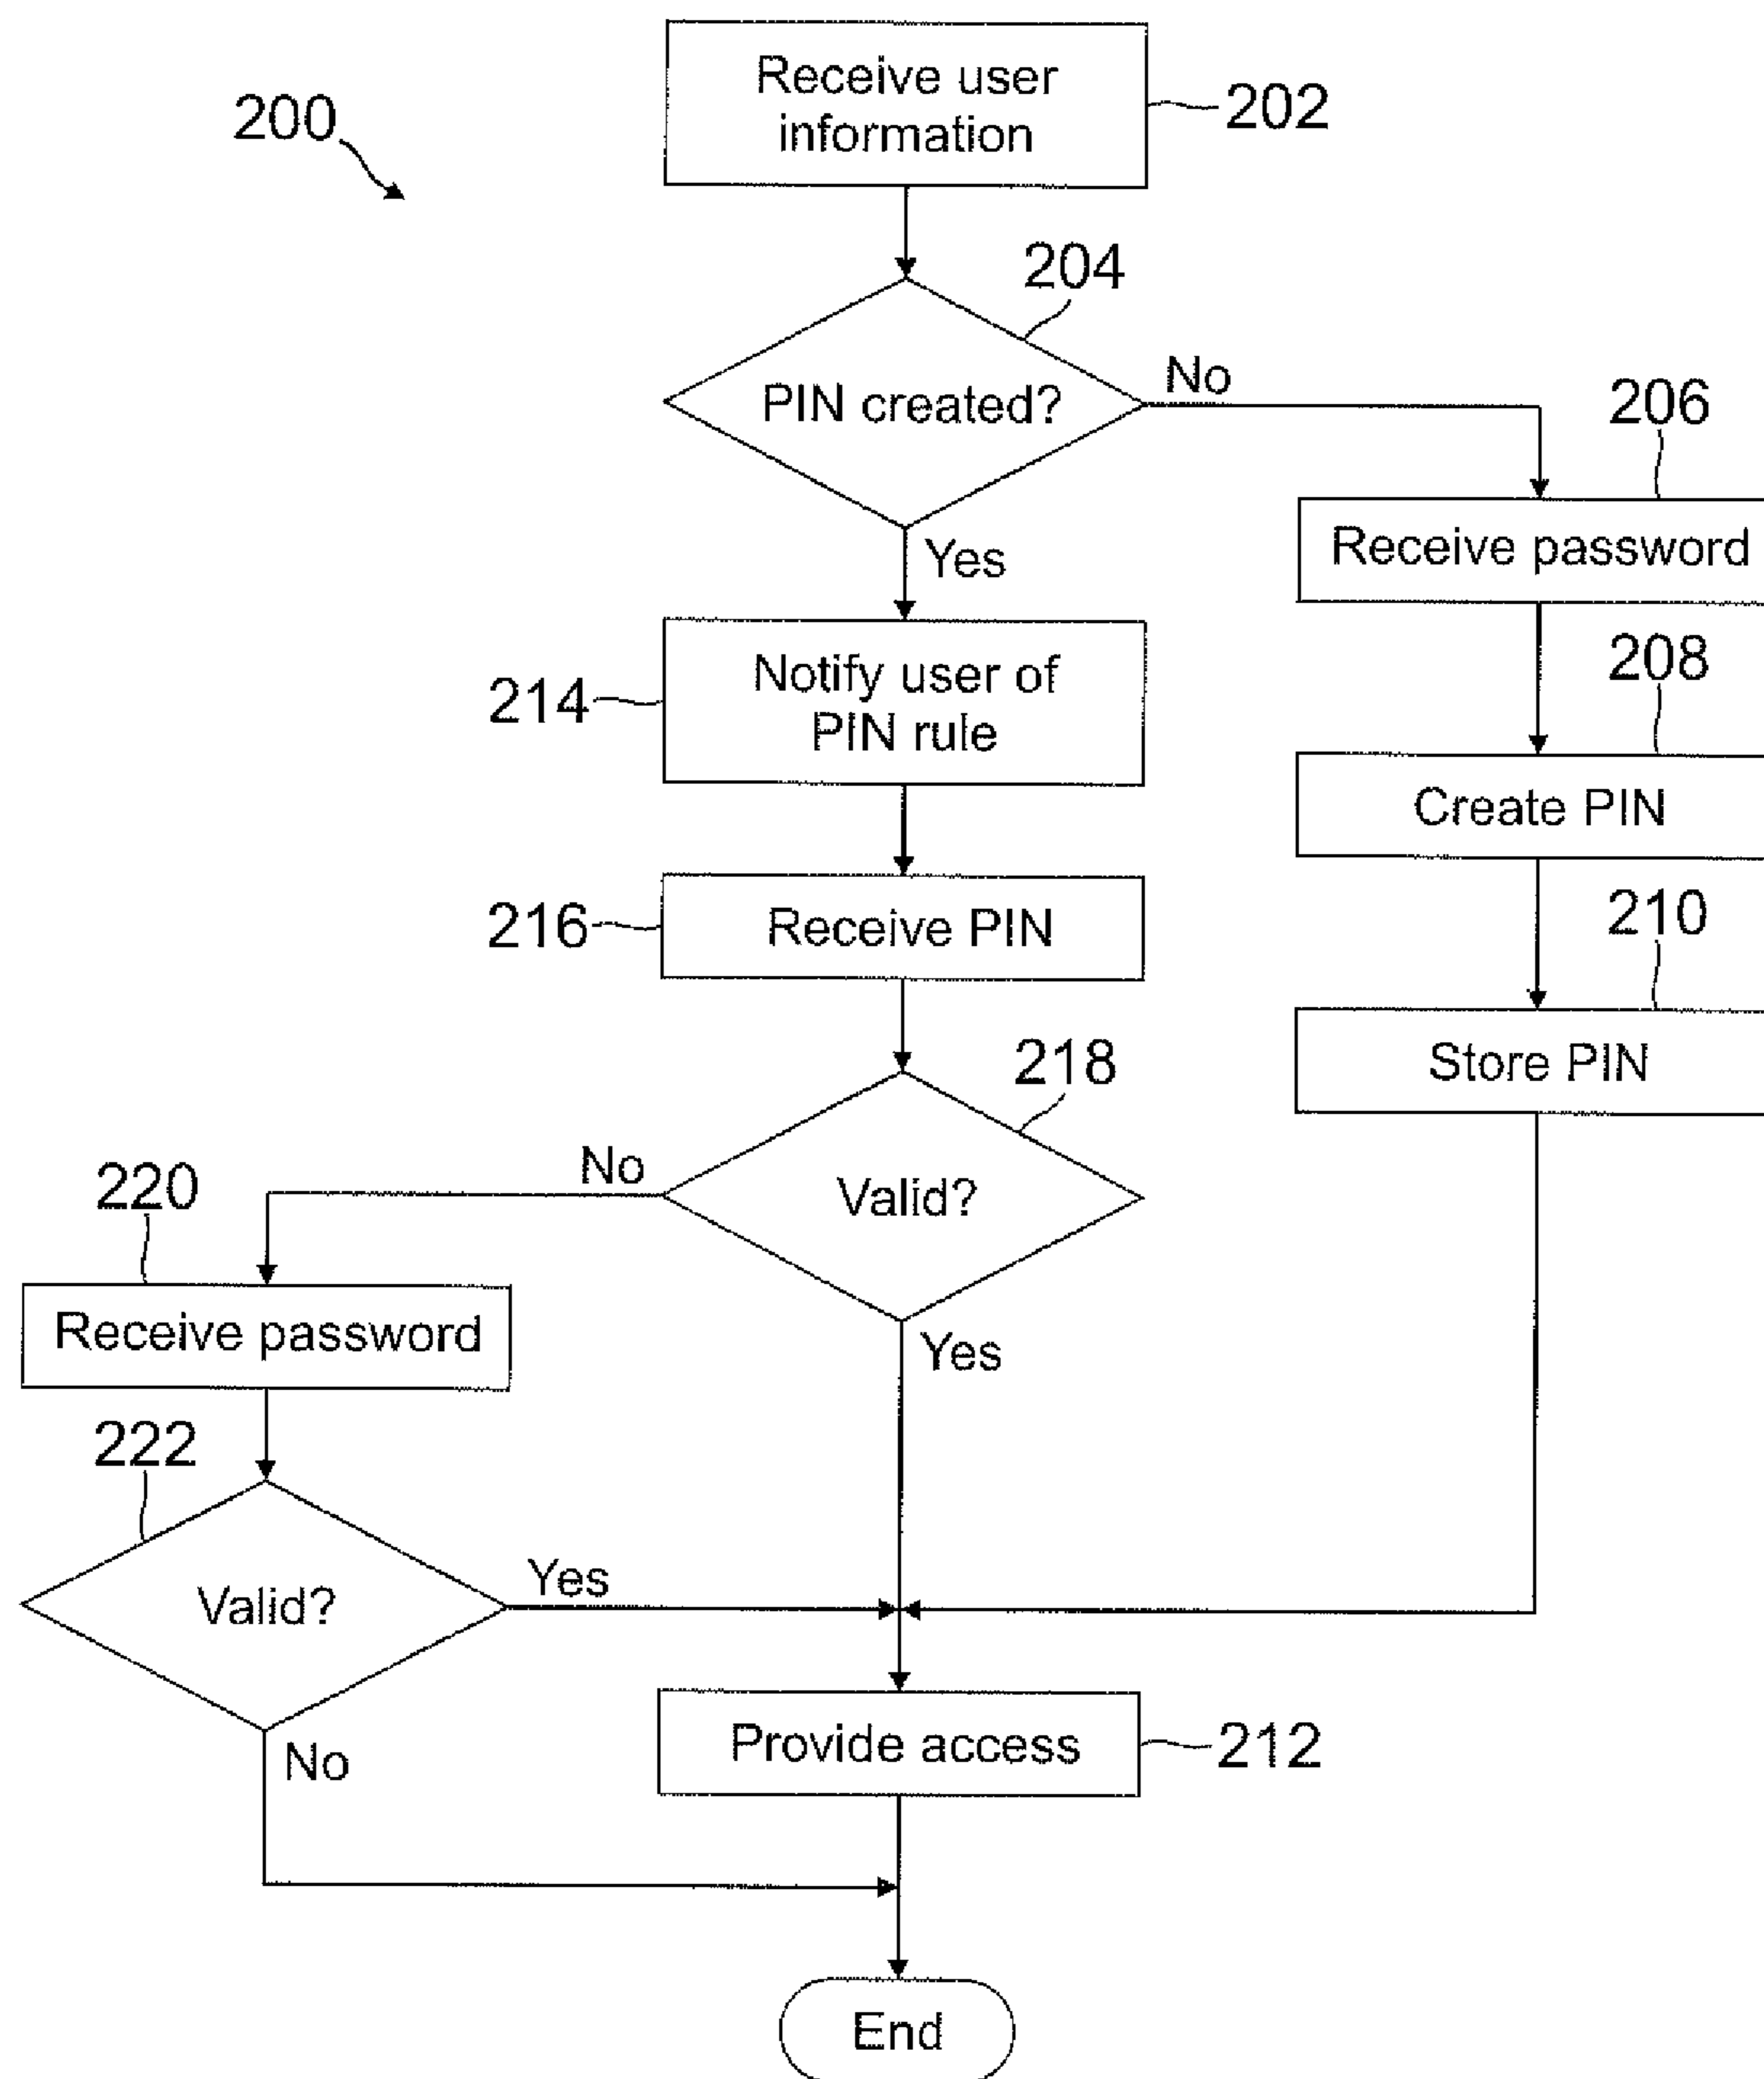 200
Receive user
information
202
204
PIN created?
No
206
Receive password
Yes
208
214
Notify user of
PIN rule
Create PIN
216
Receive PIN
210
Store PIN
218
No
Valid?
220
Receive password
Yes
222
Valid?
Yes
No
Provide access
212
End